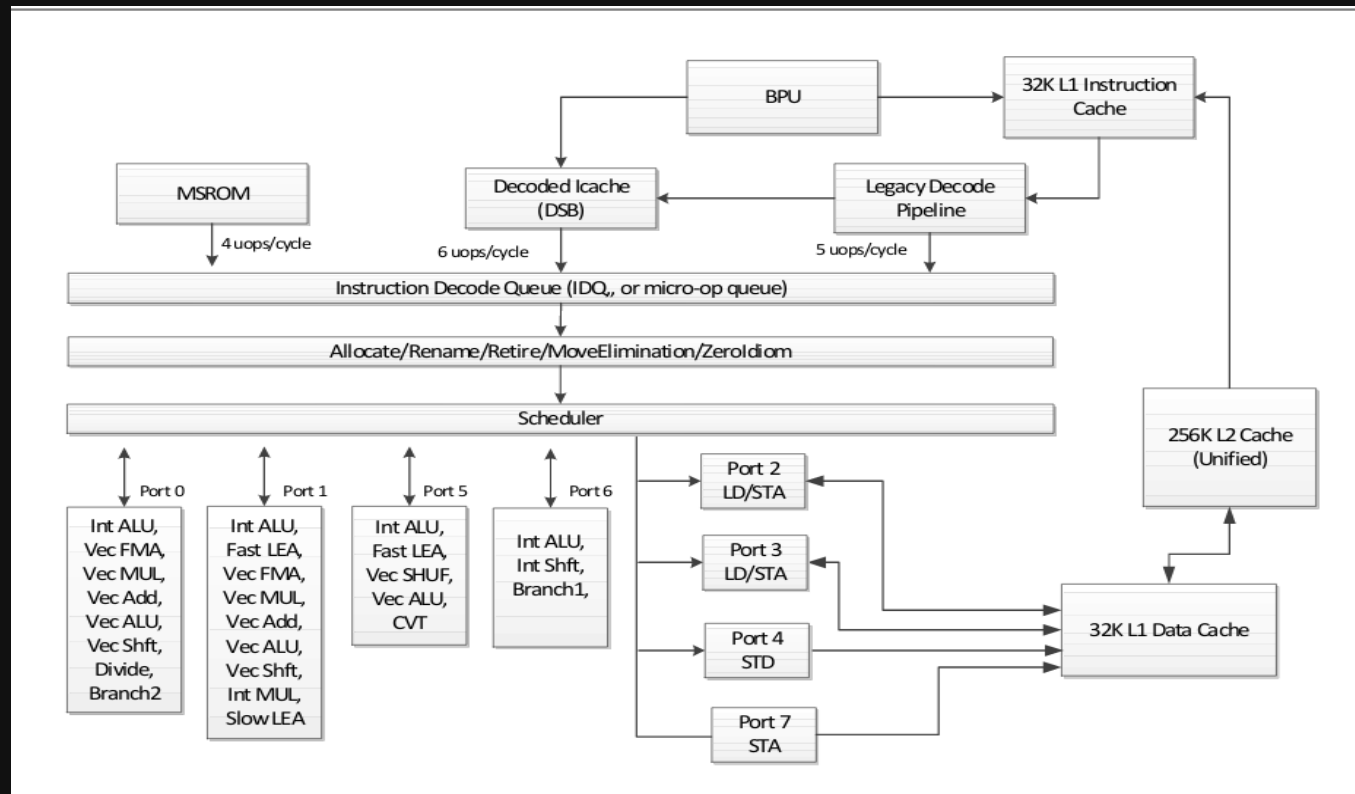 BPU
32K L1 Instruction
Cache
MSROM
Decoded Icache
(DSB)
Legacy Decode
Pipeline
4 uops/cycle
6 uops/cycle
5 uops/cycle
Instruction Decode Queue (IDQ,, or micro-op queue)
Allocate/Rename/Retire/MoveElimination/ZeroIdiom
Scheduler
256K L2 Cache
(Unified)
Port 0
Int ALU,
Vec FMA,
Vec MUL,
Vec Add,
Vec ALU,
Vec Shft,
Divide,
Branch2
Port 1
Int ALU,
Fast LEA,
Vec FMA,
Vec MUL,
Vec Add,
Vec ALU,
Vec Shft,
Int MUL,
Slow LEA
Port 5
Int ALU,
Fast LEA,
Vec SHUF,
Vec ALU,
CVT
Port 6
Int ALU,
Int Shft,
Branch1,
Port 2
LD/STA
Port 3
LD/STA
Port 4
STD
Port 7
STA
32K L1 Data Cache